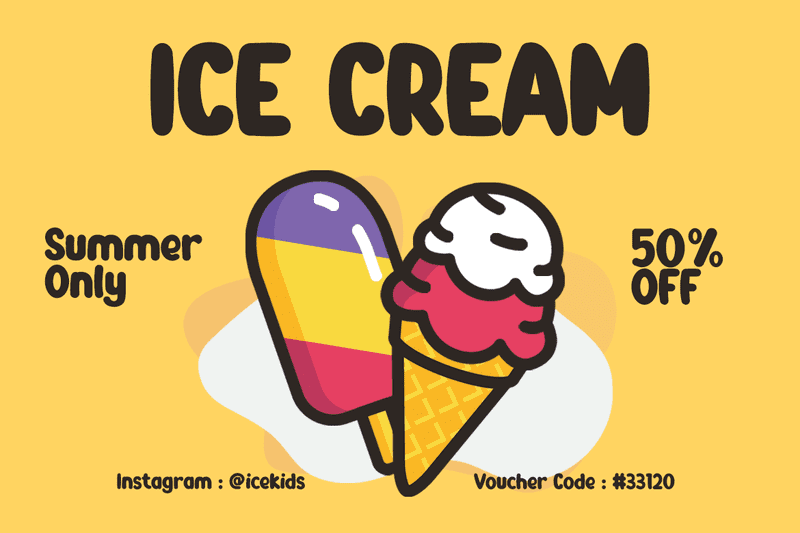 ICE CREAM
Summer
Only
50%
OFF
Instagram : @icekids
Voucher Code : #33120